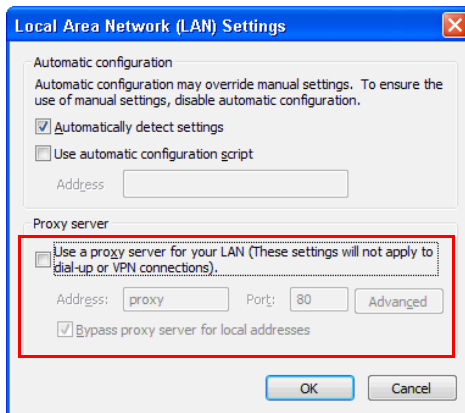 Local Area Network (LAN) Settings
Automatic configuration
Automatic configuration may override manual settings. To ensure the
use of manual settings, disable automatic configuration.
Automatically detect settings
Use automatic configuration script
Address
Proxy server
Use a proxy server for your LAN (These settings will not apply to
dial-up or VPN connections).
Address: proxy Port: 80 Advanced
Bypass proxy server for local addresses
OK Cancel